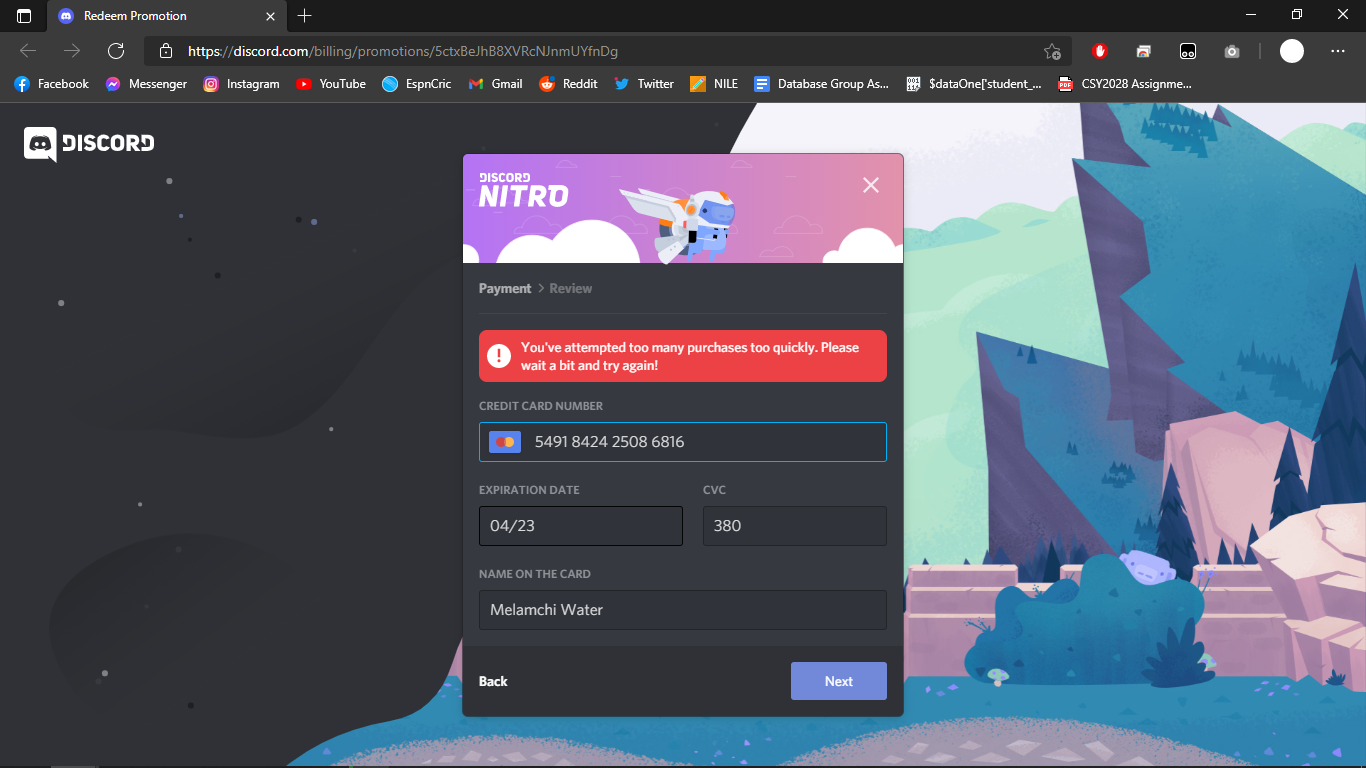 Redeem Promotion
https://discord.com/billing/promotions/5ctxBeJhB8XVRcNJnmUYfnDg
Facebook Messenger Instagram YouTube EspnCric Gmail Reddit Twitter NILE Database Group As... $dataOne['student_... CSY2028 Assignme...
DISCORD
DISCORD
NITRO
Payment > Review
You've attempted too many purchases too quickly. Please
wait a bit and try again!
CREDIT CARD NUMBER
5491 8424 2508 6816
EXPIRATION DATE CVC
04/23 380
NAME ON THE CARD
Melamchi Water
Back Next